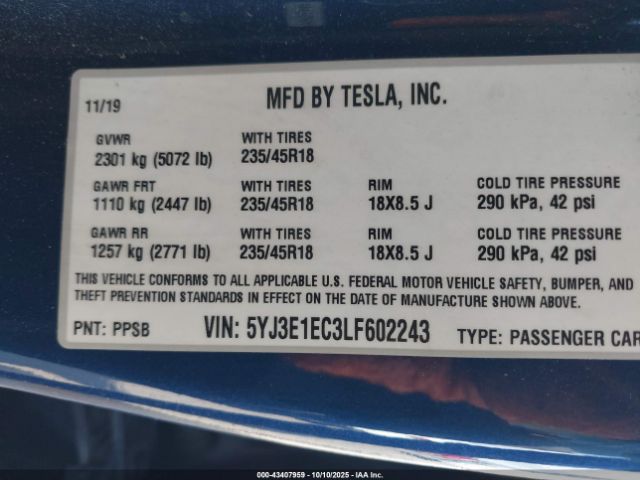 11/19 MFD BY TESLA, INC.
GVWR WITH TIRES
2301 kg (5072 lb) 235/45R18
GAWR FRT WITH TIRES RIM COLD TIRE PRESSURE
1110 kg (2447 lb) 235/45R18 18X8.5 J 290 kPa, 42 psi
GAWR RR WITH TIRES RIM COLD TIRE PRESSURE
1257 kg (2771 lb) 235/45R18 18X8.5 J 290 kPa, 42 psi
THIS VEHICLE CONFORMS TO ALL APPLICABLE U.S. FEDERAL MOTOR VEHICLE SAFETY, BUMPER, AND
THEFT PREVENTION STANDARDS IN EFFECT ON THE DATE OF MANUFACTURE SHOWN ABOVE.
PNT: PPSB VIN: 5YJ3E1EC3LF602243 TYPE: PASSENGER CAR
000-43407959 - 10/10/2025 - IAA Inc.